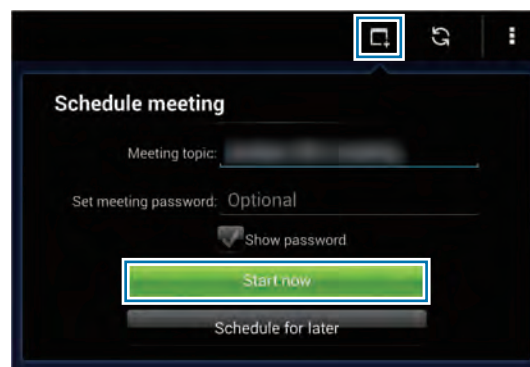 Schedule meeting
Meeting topic:
Set meeting password: Optional
Show password
Start now
Schedule for later